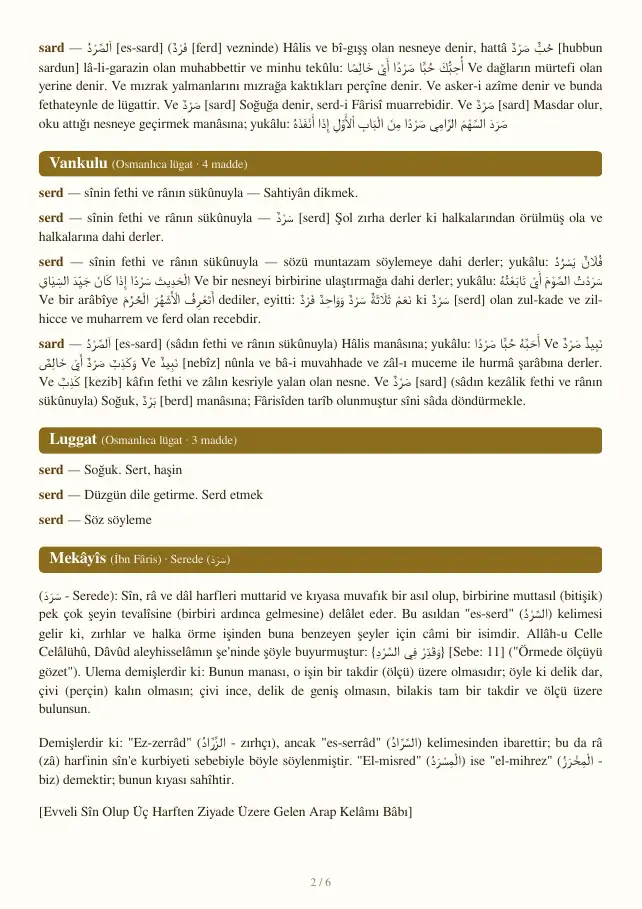 sard — اَلصَّرْدُ [es-sard] (فَرْدٌ [ferd] vezninde) Hâlis ve bî-gışş olan nesneye denir, hattâ حُبٌّ صَرْدٌ [hubbun
sardun] lâ-li-garazin olan muhabbettir ve minhu tekûlu: أُحِبُّكَ حُبًّا صَرْدًا أَيْ خَالِصًا Ve dağların mürtefi olan
yerine denir. Ve mızrak yalmanlarını mızrağa kaktıkları perçîne denir. Ve asker-i azîme denir ve bunda
fethateynle de lügattir. Ve صَرْدٌ [sard] Soğuğa denir, serd-i Fârisî muarrebidir. Ve صَرْدٌ [sard] Masdar olur,
oku attığı nesneye geçirmek manâsına; yukâlu: صَرَدَ السَّهْمَ الرَّامِي صَرْدًا مِنَ الْبَابِ الْأَوَّلِ إِذَا أَنْفَذَهُ
Vankulu (Osmanlıca lügat · 4 madde)
serd — sînin fethi ve rânın sükûnuyla — Sahtiyân dikmek.
serd — sînin fethi ve rânın sükûnuyla — سَرْدٌ [serd] Şol zırha derler ki halkalarından örülmüş ola ve
halkalarına dahi derler.
serd — sînin fethi ve rânın sükûnuyla — sözü muntazam söylemeye dahi derler; yukâlu: فُلَانٌ يَسْرُدُ
الْحَدِيثَ سَرْدًا إِذَا كَانَ جَيِّدَ السِّيَاقِ Ve bir nesneyi birbirine ulaştırmağa dahi derler; yukâlu: سَرَدْتُ الصَّوْمَ أَيْ تَابَعْتُهُ
Ve bir arâbîye أَتَعْرِفُ الْأَشْهُرَ الْحُرُمَ dediler, eyitti: نَعَمْ ثَلَاثَةٌ سَرْدٌ وَوَاحِدٌ فَرْدٌ ki سَرْدٌ [serd] olan zul-kade ve zil-
hicce ve muharrem ve ferd olan recebdir.
sard — اَلصَّرْدُ [es-sard] (sâdın fethi ve rânın sükûnuyla) Hâlis manâsına; yukâlu: أَحَبَّهُ حُبًّا صَرْدًا Ve نَبِيذٌ صَرْدٌ
وَكَذِبٌ صَرْدٌ أَيْ خَالِصٌ Ve نَبِيذٌ [nebîz] nûnla ve bâ-i muvahhade ve zâl-ı muceme ile hurmâ şarâbına derler.
Ve كَذِبٌ [kezib] kâfın fethi ve zâlın kesriyle yalan olan nesne. Ve صَرْدٌ [sard] (sâdın kezâlik fethi ve rânın
sükûnuyla) Soğuk, بَرْدٌ [berd] manâsına; Fârisîden tarîb olunmuştur sîni sâda döndürmekle.
Luggat (Osmanlıca lügat · 3 madde)
serd — Soğuk. Sert, haşin
serd — Düzgün dile getirme. Serd etmek
serd — Söz söyleme
Mekâyîs (İbn Fâris) · Serede (سَرَدَ)
(سَرَدَ - Serede): Sîn, râ ve dâl harfleri muttarid ve kıyasa muvafık bir asıl olup, birbirine muttasıl (bitişik)
pek çok şeyin tevalîsine (birbiri ardınca gelmesine) delâlet eder. Bu asıldan "es-serd" (السَّرْدُ) kelimesi
gelir ki, zırhlar ve halka örme işinden buna benzeyen şeyler için câmi bir isimdir. Allâh-u Celle
Celâlühû, Dâvûd aleyhisselâmın şe'ninde şöyle buyurmuştur: {وَقَدِّرْ فِي السَّرْدِ} [Sebe: 11] ("Örmede ölçüyü
gözet"). Ulema demişlerdir ki: Bunun manası, o işin bir takdir (ölçü) üzere olmasıdır; öyle ki delik dar,
çivi (perçin) kalın olmasın; çivi ince, delik de geniş olmasın, bilakis tam bir takdir ve ölçü üzere
bulunsun.
Demişlerdir ki: "Ez-zerrâd" (الزَّرَّادُ - zırhçı), ancak "es-serrâd" (السَّرَّادُ) kelimesinden ibarettir; bu da râ
(zâ) harfinin sîn'e kurbiyeti sebebiyle böyle söylenmiştir. "El-misred" (الْمِسْرَدُ) ise "el-mihrez" (الْمِخْرَزُ -
biz) demektir; bunun kıyası sahîhtir.
[Evveli Sîn Olup Üç Harften Ziyade Üzere Gelen Arap Kelâmı Bâbı]
2 / 6